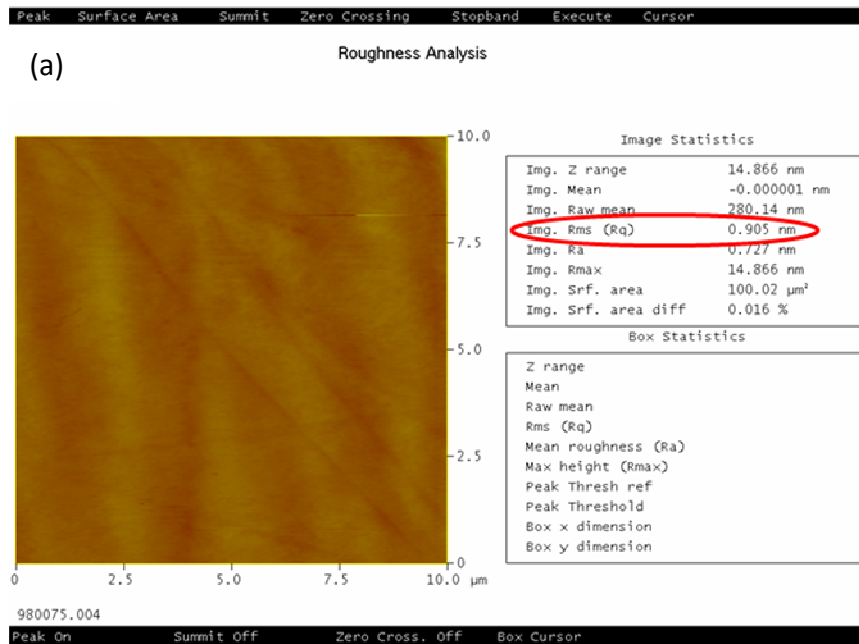 Peak Surface Area Summit Zero Crossing Stopband Execute Cursor
Roughness Analysis
(a)
10.0
7.5
5.0
2.5
0
0 2.5 5.0 7.5 10.0 µm
Image Statistics
Img. Z range 14.866 nm
Img. Mean -0.000001 nm
Img. Raw mean 280.14 nm
Img. Rms (Rq) 0.905 nm
Img. Ra 0.727 nm
Img. Rmax 14.866 nm
Img. Srf. area 100.02 µm²
Img. Srf. area diff 0.016 %
Box Statistics
Z range
Mean
Raw mean
Rms (Rq)
Mean roughness (Ra)
Max height (Rmax)
Peak Thresh ref
Peak Threshold
Box x dimension
Box y dimension
980075.004
Peak On Summit Off Zero Cross. Off Box Cursor